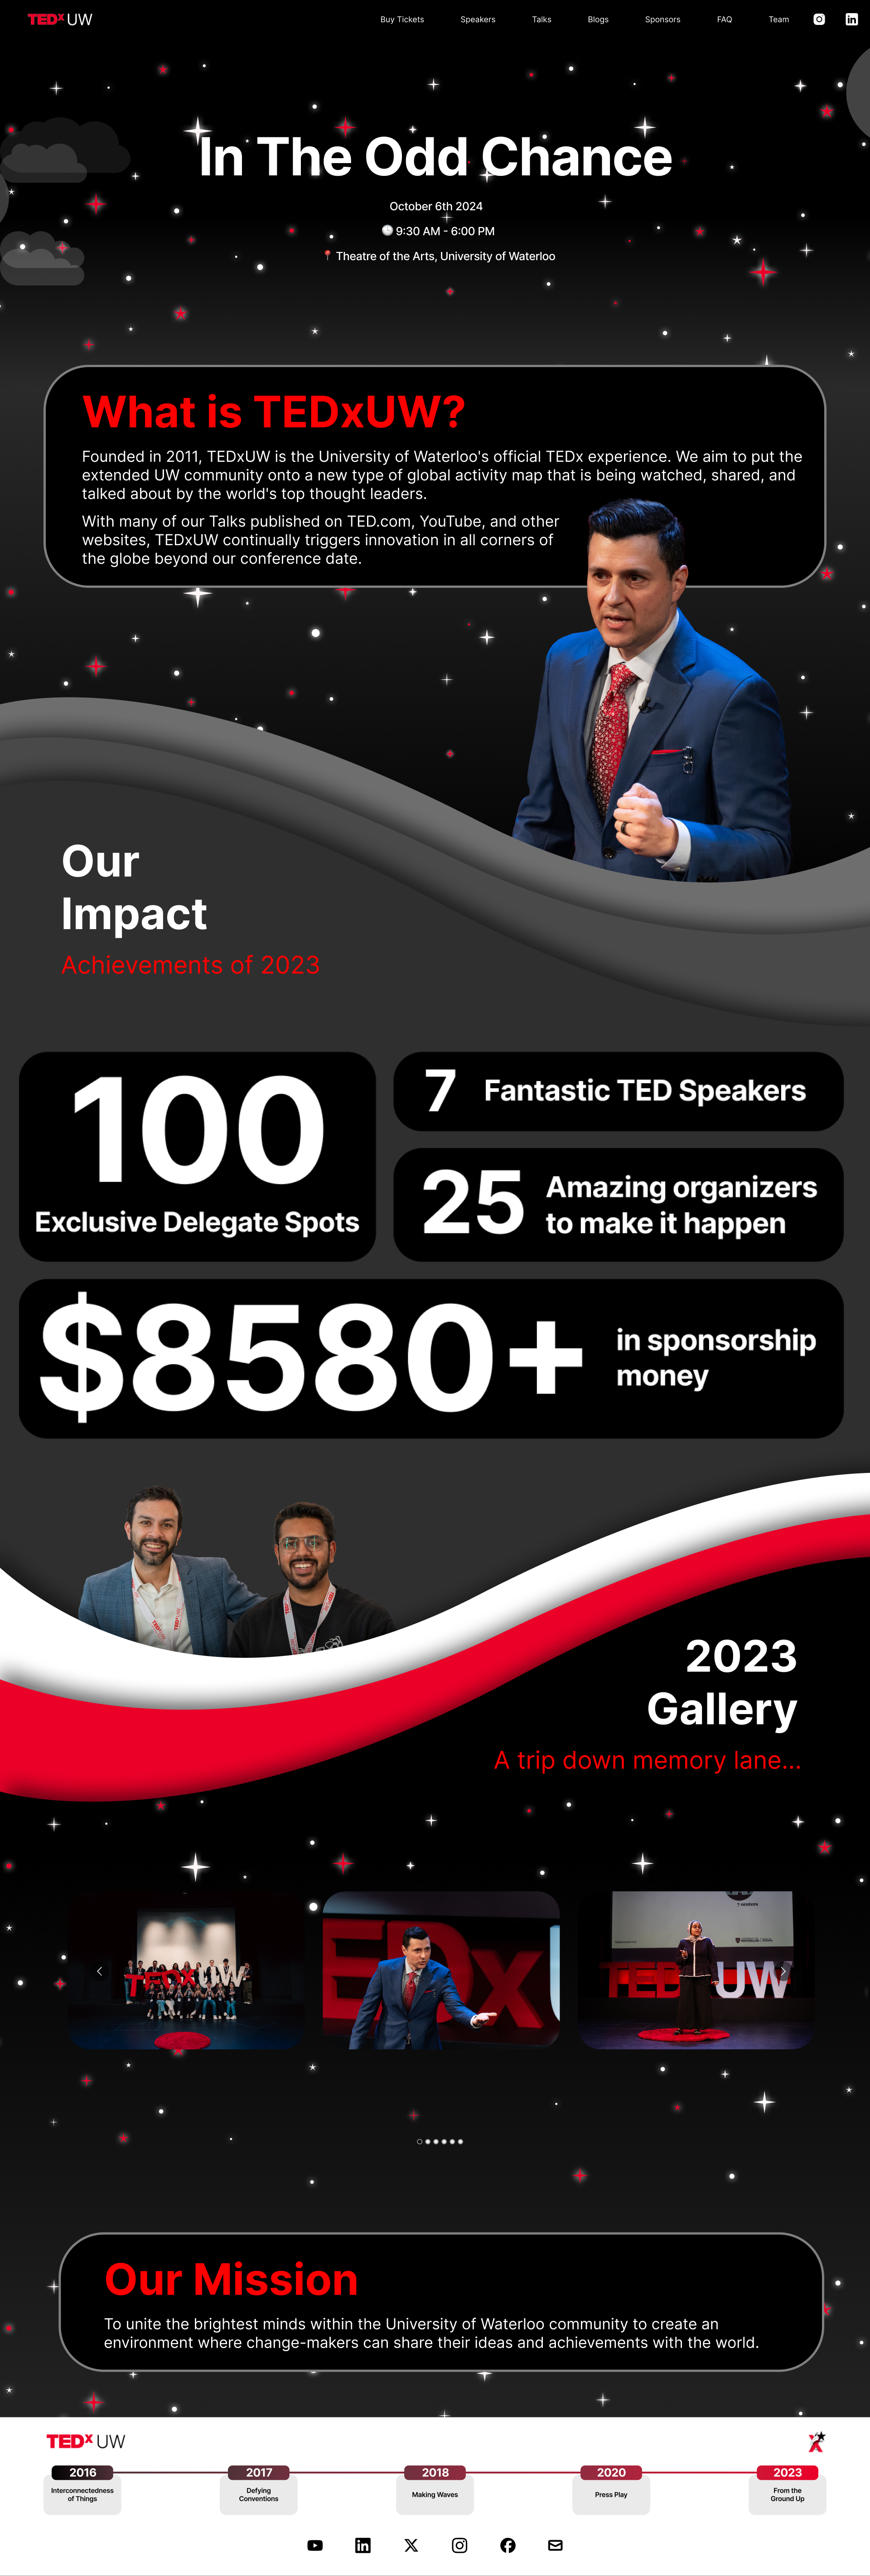 TEDx UW
Buy Tickets
Speakers
Talks
Blogs
Sponsors
FAQ
Team
In The Odd Chance
October 6th 2024
9:30 AM - 6:00 PM
Theatre of the Arts, University of Waterloo
What is TEDxUW?
Founded in 2011, TEDxUW is the University of Waterloo's official TEDx experience. We aim to put the
extended UW community onto a new type of global activity map that is being watched, shared, and
talked about by the world's top thought leaders.
With many of our Talks published on TED.com, YouTube, and other
websites, TEDxUW continually triggers innovation in all corners of
the globe beyond our conference date.
Our
Impact
Achievements of 2023
100
Exclusive Delegate Spots
7 Fantastic TED Speakers
25 Amazing organizers
to make it happen
$8580+ in sponsorship
money
2023
Gallery
A trip down memory lane...
TEDxUW
EDx
TED UW
Our Mission
To unite the brightest minds within the University of Waterloo community to create an
environment where change-makers can share their ideas and achievements with the world.
TEDx UW
2016
Interconnectedness
of Things
2017
Defying
Conventions
2018
Making Waves
2020
Press Play
2023
From the
Ground Up